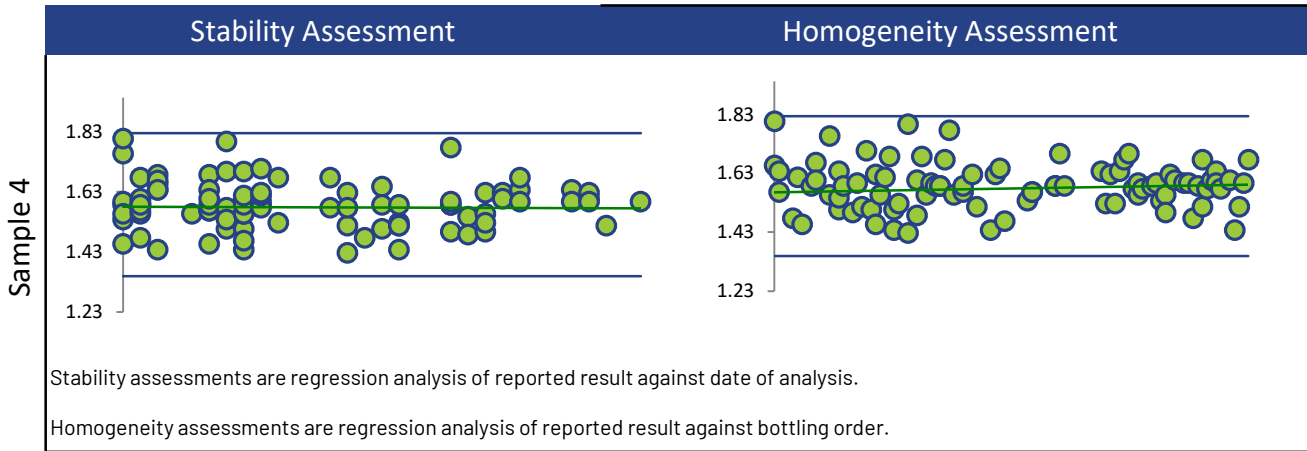 Stability Assessment
Homogeneity Assessment
Sample 4
1.83
1.63
1.43
1.23
1.83
1.63
1.43
1.23
Stability assessments are regression analysis of reported result against date of analysis.
Homogeneity assessments are regression analysis of reported result against bottling order.